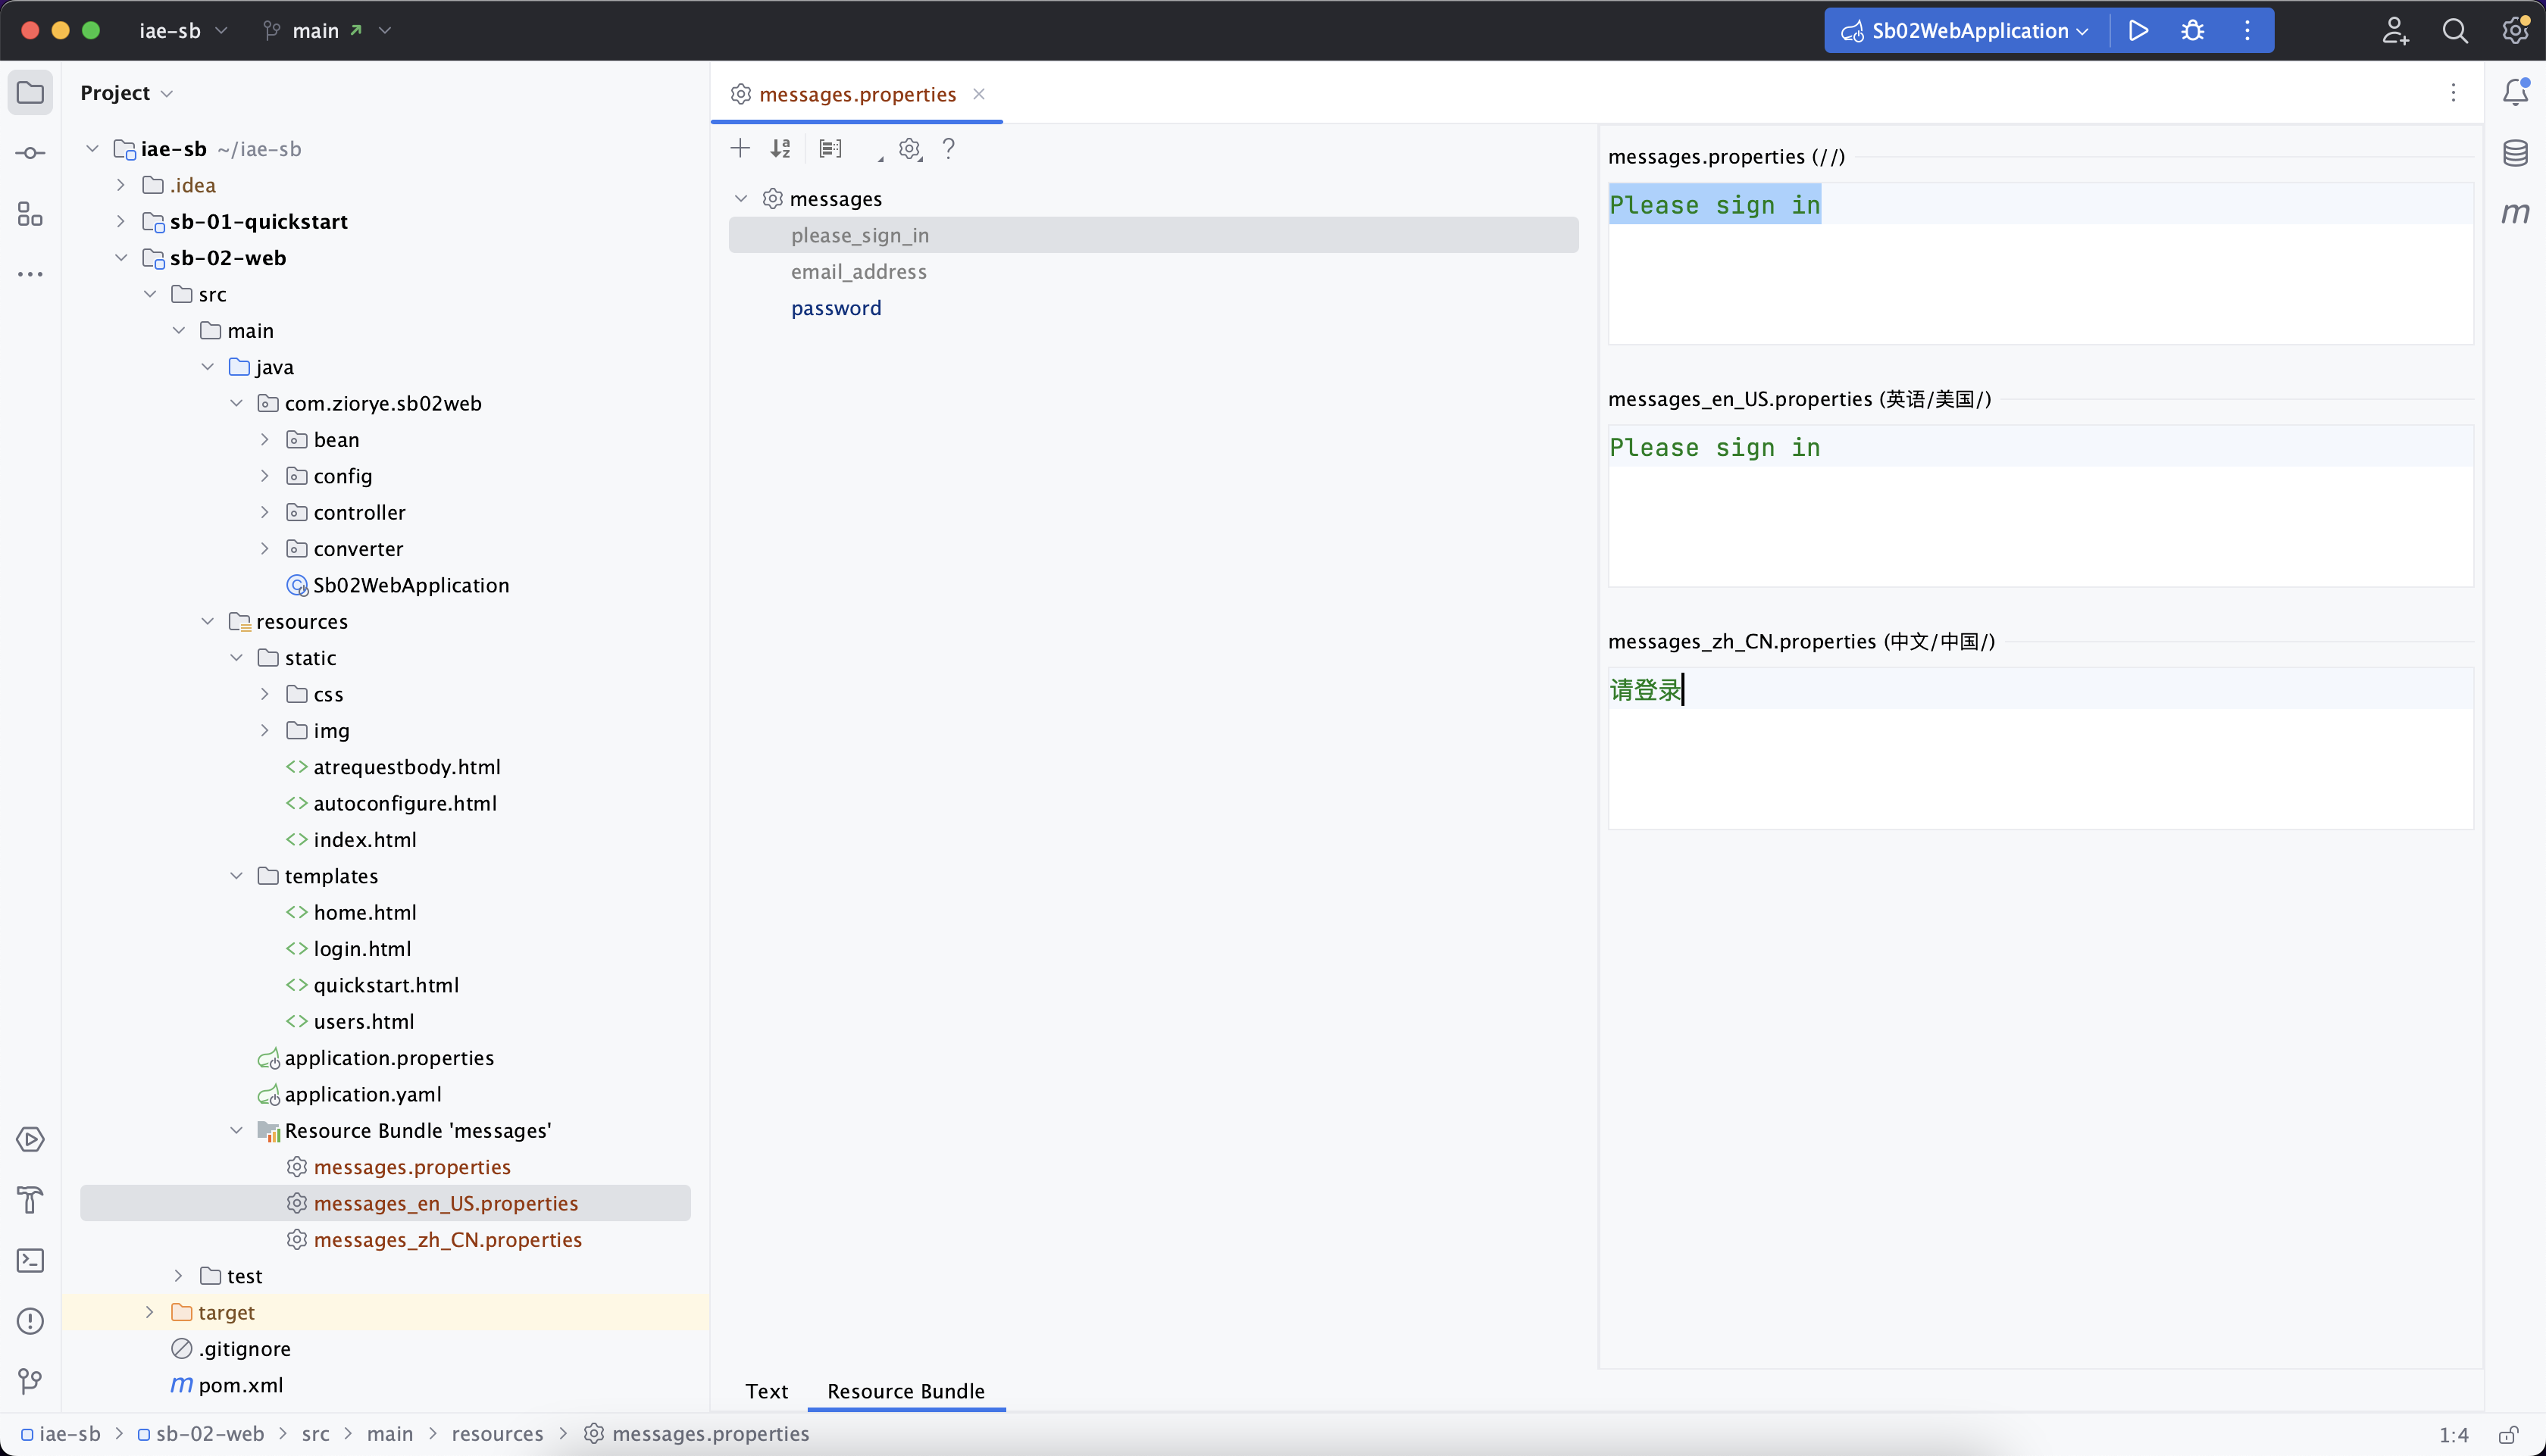 iae-sb
main
Sb02WebApplication
Project
iae-sb ~/iae-sb
.idea
sb-01-quickstart
sb-02-web
src
main
java
com.ziorye.sb02web
bean
config
controller
converter
Sb02WebApplication
resources
static
css
img
atrequestbody.html
autoconfigure.html
index.html
templates
home.html
login.html
quickstart.html
users.html
application.properties
application.yaml
Resource Bundle 'messages'
messages.properties
messages_en_US.properties
messages_zh_CN.properties
test
target
.gitignore
pom.xml
messages.properties
messages
please_sign_in
email_address
password
messages.properties (//)
Please sign in
messages_en_US.properties (英语/美国/)
Please sign in
messages_zh_CN.properties (中文/中国/)
请登录
Text Resource Bundle
iae-sb > sb-02-web > src > main > resources > messages.properties
1:4